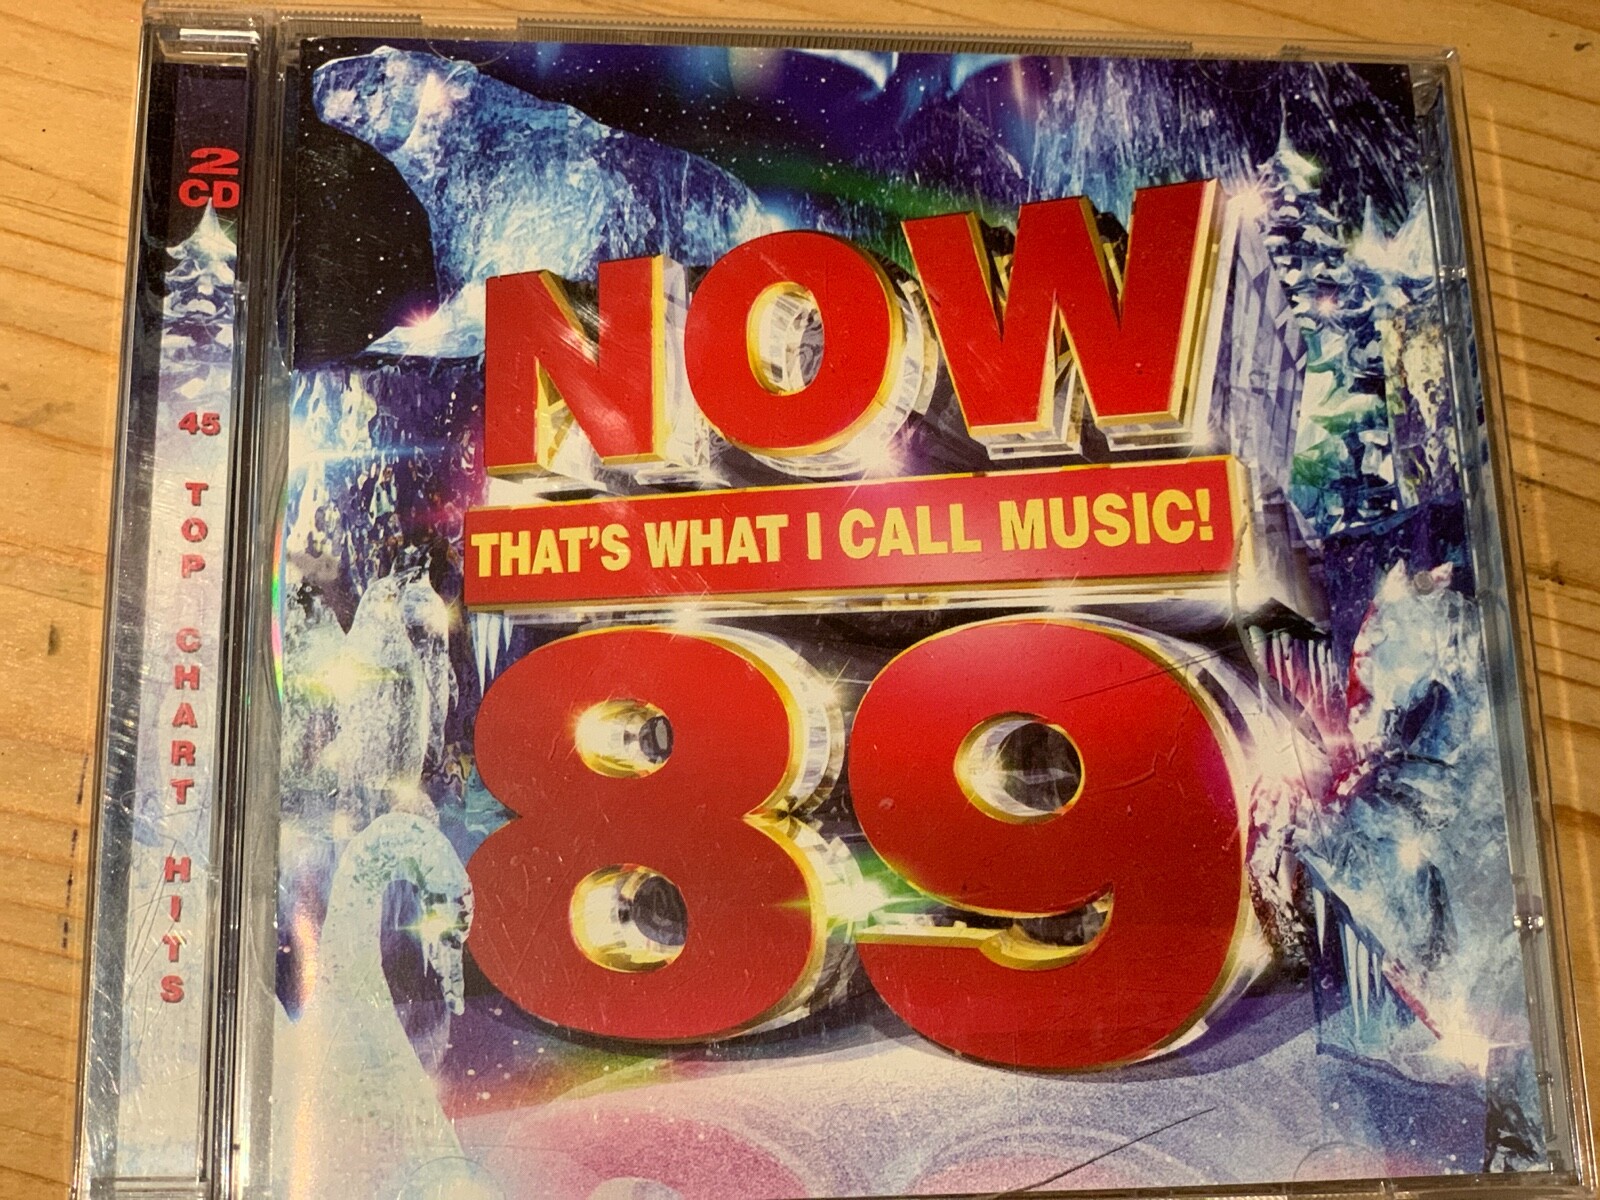 2
CD
45 TOP CHART HITS
NOW
THAT'S WHAT I CALL MUSIC!
89